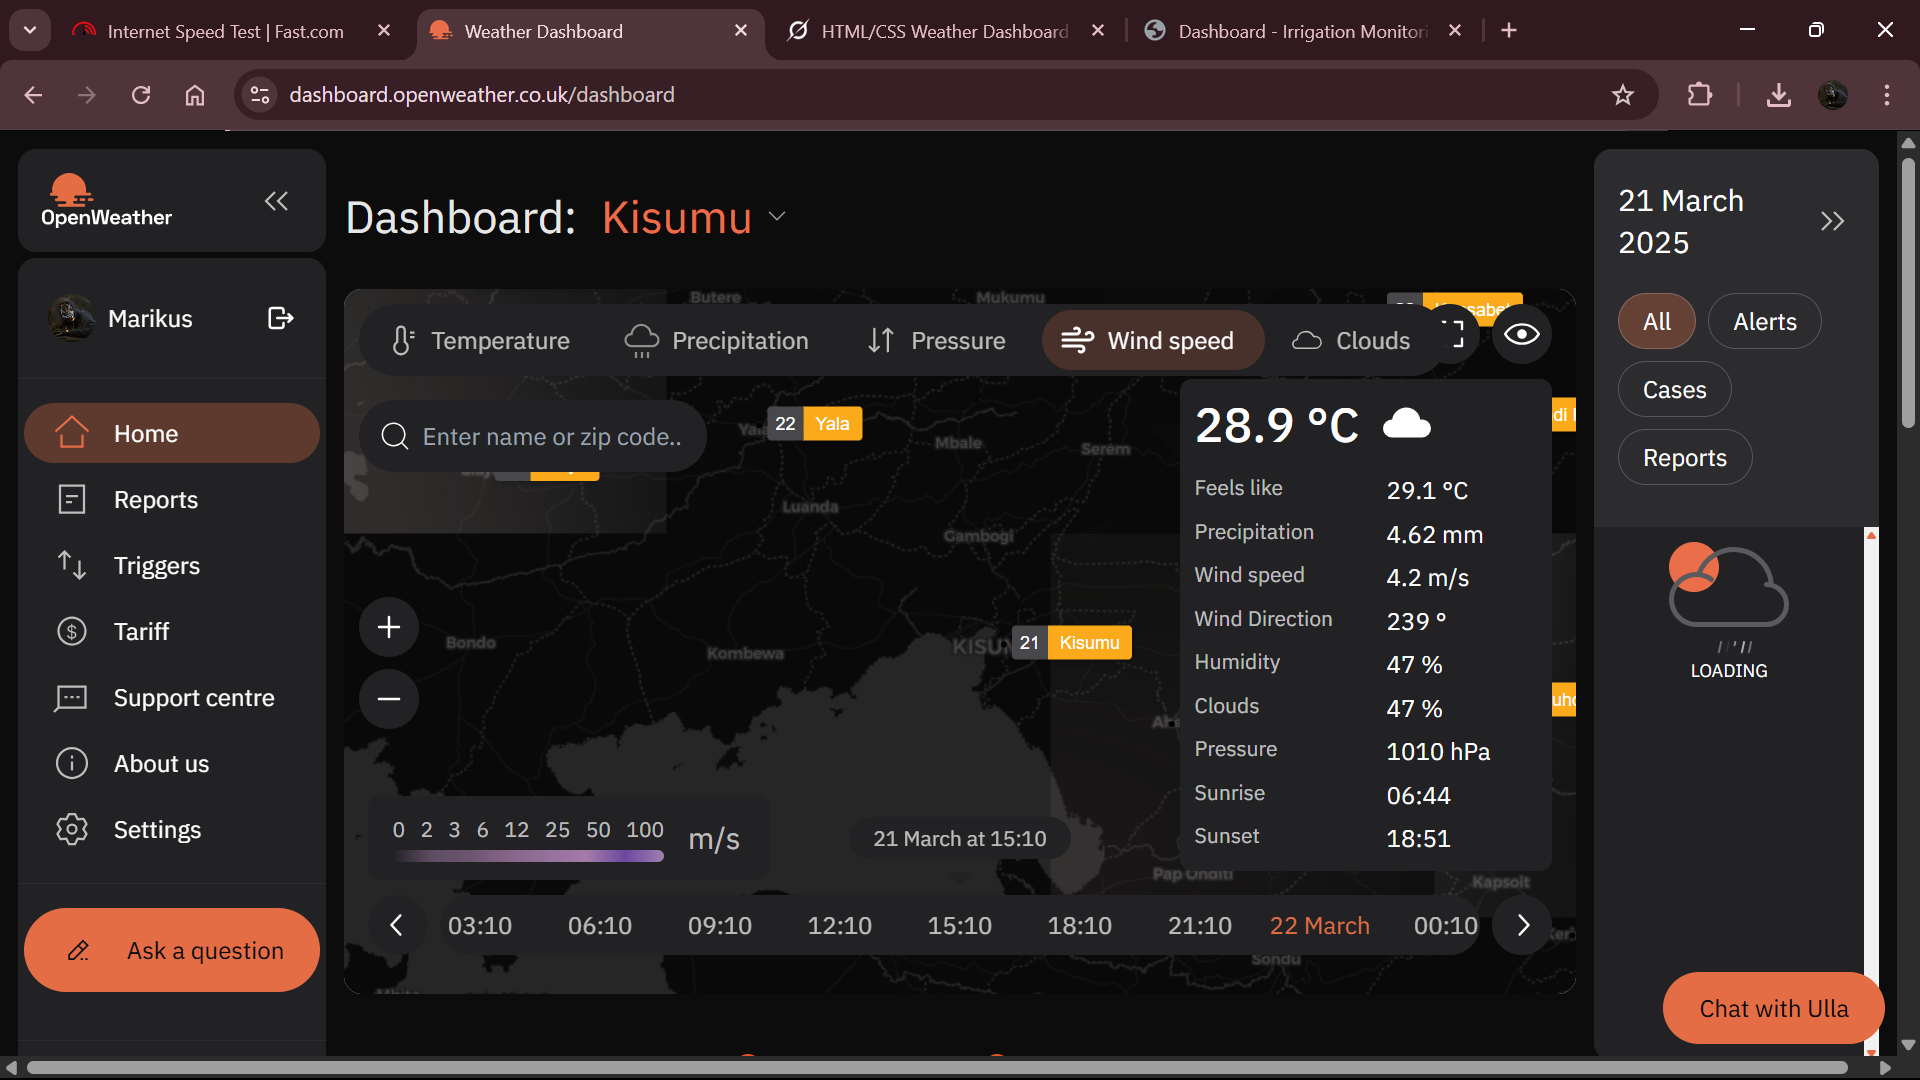 Internet Speed Test | Fast.com
Weather Dashboard
HTML/CSS Weather Dashboard
Dashboard - Irrigation Monitori
dashboard.openweather.co.uk/dashboard
OpenWeather
Marikus
Home
Reports
Triggers
Tariff
Support centre
About us
Settings
Ask a question
Dashboard: Kisumu
Butere
Mukumu
Temperature
Precipitation
Pressure
Wind speed
Clouds
Enter name or zip code..
22 Yala
Mbale
Serem
Luanda
Gambogi
Bondo
Kombewa
KISU
21 Kisumu
28.9 °C
Feels like 29.1 °C
Precipitation 4.62 mm
Wind speed 4.2 m/s
Wind Direction 239 °
Humidity 47 %
Clouds 47 %
Pressure 1010 hPa
Sunrise 06:44
Sunset 18:51
0 2 3 6 12 25 50 100 m/s
21 March at 15:10
Pap Onditi
Kapsoit
03:10 06:10 09:10 12:10 15:10 18:10 21:10 22 March 00:10
Sondu
21 March
2025
All
Alerts
Cases
Reports
LOADING
Chat with Ulla